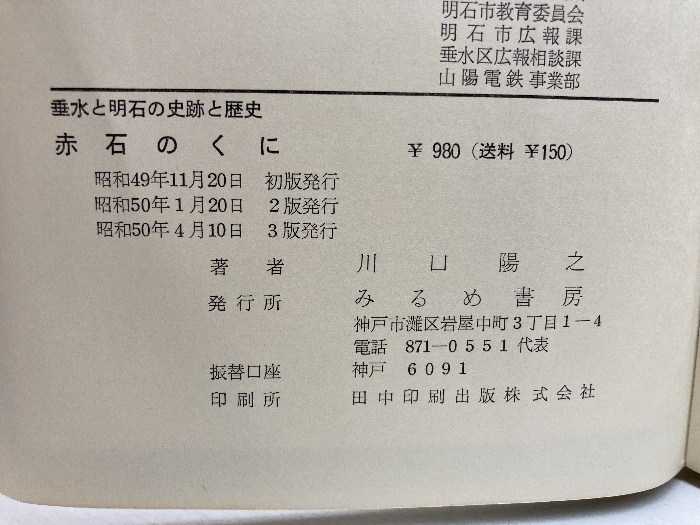 明石市教育委員会
明石市広報課
垂水区広報相談課
山陽電鉄事業部
垂水と明石の史跡と歴史
赤石のくに ¥980(送料 ¥150)
昭和49年11月20日 初版発行
昭和50年1月20日 2版発行
昭和50年4月10日 3版発行
著者 川口陽之
発行所 みるめ書房
神戸市灘区岩屋中町3丁目1−4
電話 871−0551代表
振替口座 神戸 6091
印刷所 田中印刷出版株式会社